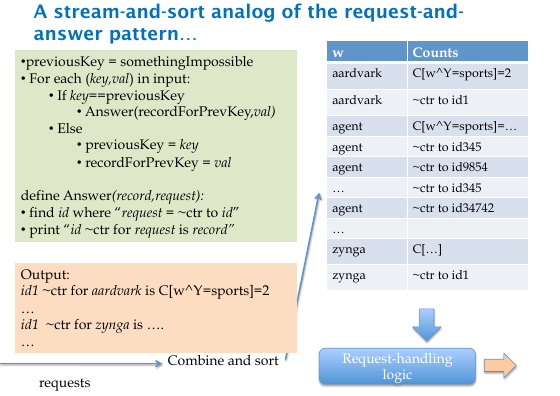 A stream-and-sort analog of the request-and-
answer pattern…
•previousKey = somethingImpossible
• For each (key,val) in input:
• If key==previousKey
• Answer(recordForPrevKey,val)
• Else
• previousKey = key
• recordForPrevKey = val
define Answer(record,request):
• find id where “request = ~ctr to id”
• print “id ~ctr for request is record”
Output:
id1 ~ctr for aardvark is C[w^Y=sports]=2
…
id1 ~ctr for zynga is ….
…
Combine and sort
requests
w Counts
aardvark C[w^Y=sports]=2
aardvark ~ctr to id1
agent C[w^Y=sports]=…
agent ~ctr to id345
agent ~ctr to id9854
… ~ctr to id345
agent ~ctr to id34742
…
zynga C[…]
zynga ~ctr to id1
Request-handling
logic